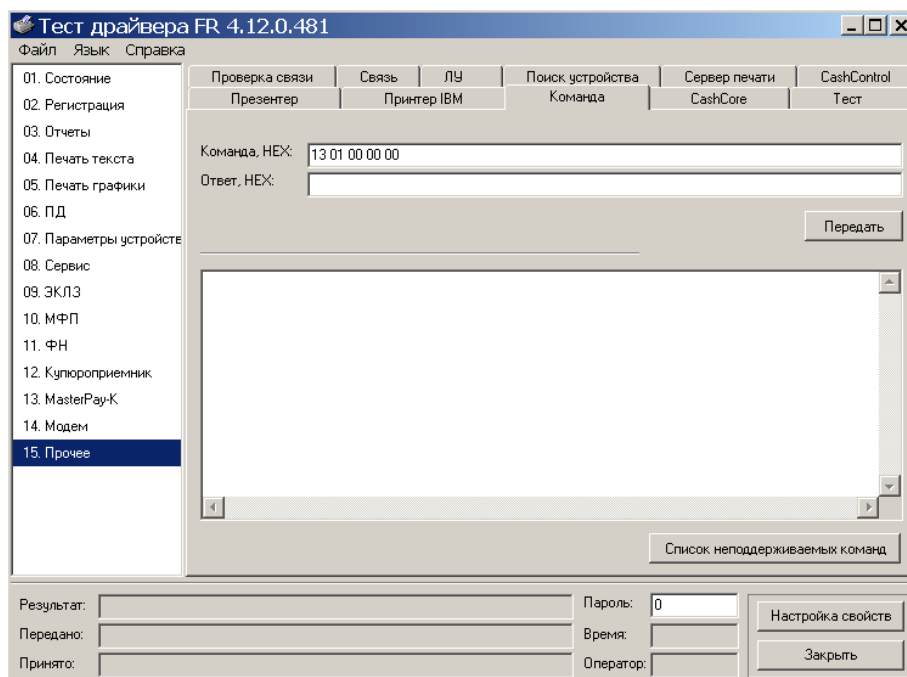 Тест драйвера FR 4.12.0.481
Файл Язык Справка
01. Состояние
02. Регистрация
03. Отчеты
04. Печать текста
05. Печать графики
06. ПД
07. Параметры устройств
08. Сервис
09. ЭКЛЗ
10. МФП
11. ФН
12. Купюроприемник
13. MasterPay-K
14. Модем
15. Прочее
Проверка связи Связь ЛУ Поиск устройства Сервер печати CashControl
Презентер Принтер IBM Команда CashCore Тест
Команда, HEX: 13 01 00 00 00
Ответ, HEX:
Передать
Список неподдерживаемых команд
Результат:
Передано:
Принято:
Пароль: 0
Время:
Оператор:
Настройка свойств
Закрыть